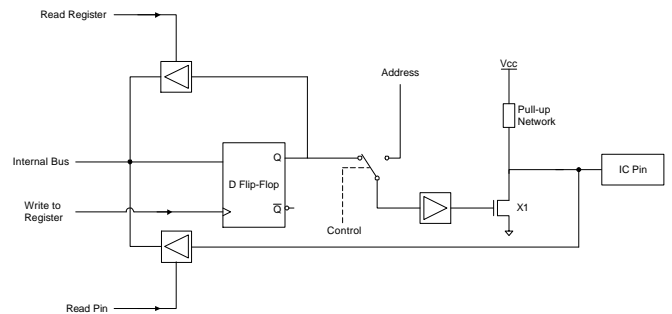 Read Register
Address
Vcc
Pull-up
Network
Internal Bus
Q
D Flip-Flop
IC Pin
Write to
Register
Q̅
X1
Control
Read Pin